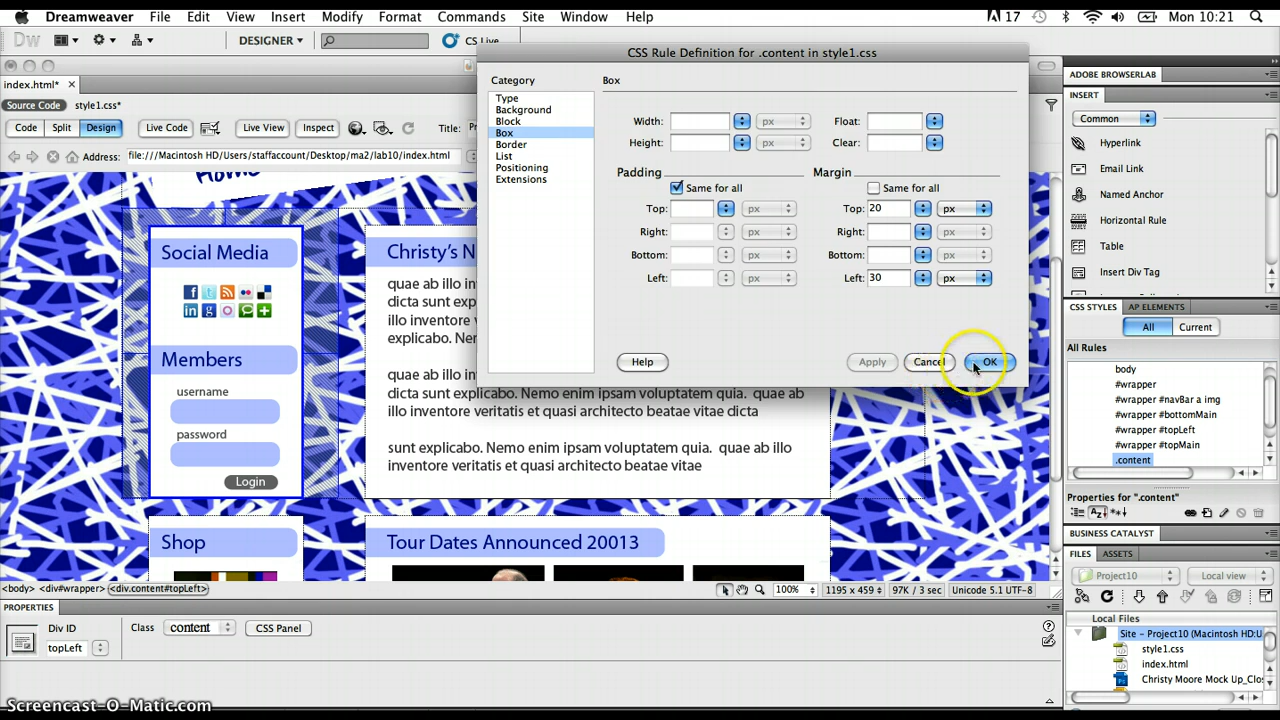 Dreamweaver File Edit View Insert Modify Format Commands Site Window Help 17 Mon 10:21
Dw DESIGNER CS Live
CSS Rule Definition for .content in style1.css
index.html*
Source Code style1.css*
Code Split Design Live Code Live View Inspect Title:
Address: file:///Macintosh HD/Users/staffaccount/Desktop/ma2/lab10/index.html
Category
Type
Background
Block
Box
Border
List
Positioning
Extensions
Box
Width: px Float:
Height: px Clear:
Padding Margin
Same for all Same for all
Top: px Top: 20 px
Right: px Right: px
Bottom: px Bottom: px
Left: px Left: 30 px
Help Apply Cancel OK
Home
Social Media
Members
username
password
Login
Shop
Christy's N
quae ab illo in
dicta sunt exp
illo inventore v
explicabo. Nem
quae ab illo in
dicta sunt explicabo. Nemo enim ipsam voluptatem quia. quae ab illo
illo inventore veritatis et quasi architecto beatae vitae dicta
sunt explicabo. Nemo enim ipsam voluptatem quia. quae ab illo
inventore veritatis et quasi architecto beatae vitae
Tour Dates Announced 20013
<body> <div#wrapper> <div.content#topLeft> 100% 1195 x 459 97K / 3 sec Unicode 5.1 UTF-8
PROPERTIES
Div ID Class content CSS Panel
topLeft
ADOBE BROWSERLAB
INSERT
Common
Hyperlink
Email Link
Named Anchor
Horizontal Rule
Table
Insert Div Tag
CSS STYLES AP ELEMENTS
All Current
All Rules
body
#wrapper
#wrapper #navBar a img
#wrapper #bottomMain
#wrapper #topLeft
#wrapper #topMain
.content
Properties for ".content"
BUSINESS CATALYST
FILES ASSETS
Project10 Local view
Local Files
Site – Project10 (Macintosh HD:U
style1.css
index.html
Christy Moore Mock Up_Clos
Screencast-O-Matic.com